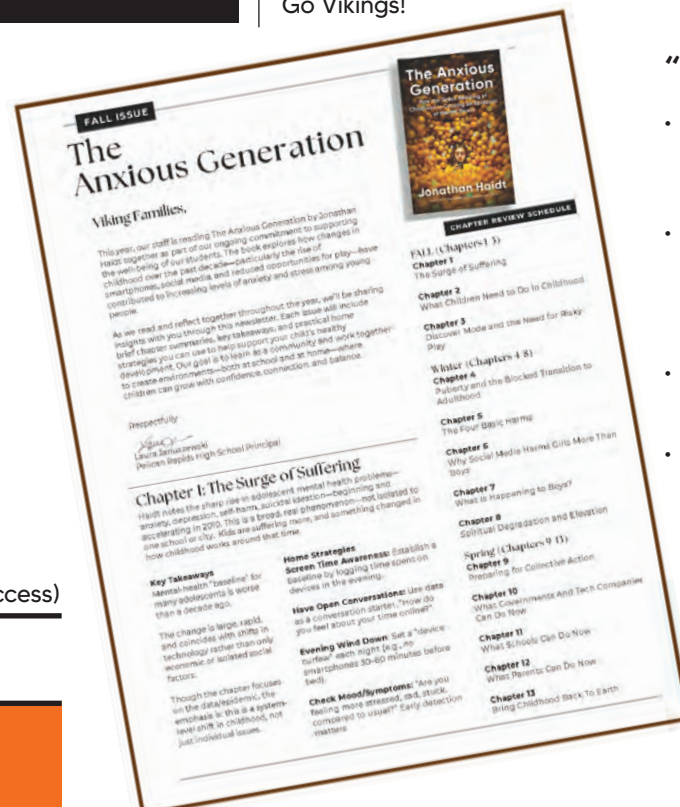 Go Vikings!
“
FALL ISSUE
The
Anxious Generation
Viking Families,
This year, our staff is reading The Anxious Generation by Jonathan
Haidt together as part of our ongoing commitment to supporting
the well-being of our students. The book explores how changes in
childhood over the past decade—particularly the rise of
smartphones, social media and reduced opportunities for play—have
contributed to increasing levels of anxiety and stress among young
people.
As we read and reflect together throughout the year, we'll be sharing
insights with you through this newsletter. Each issue will include
brief chapter summaries, key takeaways, and practical home
strategies you can use to help support your child's healthy
development. Our goal is to learn as a community and work together
to create environments—both at school and at home—where
children can grow with confidence, connection, and balance.
Respectfully
Laura Januszewski
Pelican Rapids High School Principal
Chapter 1: The Surge of Suffering
Haidt notes the sharp rise in adolescent mental health problems—
anxiety, depression, self-harm, suicidal ideation—beginning and
accelerating in 2010. This is a broad, real phenomenon—not isolated to
one school or city. Kids are suffering more, and something changed in
how childhood works around that time.
Key Takeaways
Mental-health "baseline" for
many adolescents is worse
than a decade ago.
The change is large, rapid,
and coincides with shifts in
technology rather than only
economic or isolated social
factors.
Though the chapter focuses
on the data/epidemic, the
emphasis is: this is a system-
level shift in childhood, not
just individual issues.
Home Strategies
Screen Time Awareness: Establish a
baseline by logging time spent on
devices in the evening.
Have Open Conversations: Use data
as a conversation starter. "How do
you feel about your time online?"
Evening Wind Down: Set a "device
curfew" each night (e.g., no
smartphones 30-60 minutes before
bed).
Check Mood/Symptoms: "Are you
feeling more stressed, sad, stuck,
compared to usual?" Early detection
matters
The Anxious
Generation
Jonathan Haidt
CHAPTER REVIEW SCHEDULE
FALL (Chapters 1-3)
Chapter 1
The Surge of Suffering
Chapter 2
What Children Need to Do In Childhood
Chapter 3
Discover Mode and the Need for Risky
Play
Winter (Chapters 4-8)
Chapter 4
Puberty and the Blocked Transition to
Adulthood
Chapter 5
The Four Basic Harms
Chapter 6
Why Social Media Harms Girls More Than
Boys
Chapter 7
What is Happening to Boys?
Chapter 8
Spiritual Degradation and Elevation
Spring (Chapters 9-13)
Chapter 9
Preparing for Collective Action
Chapter 10
What Governments And Tech Companies
Can Do Now
Chapter 11
What Schools Can Do Now
Chapter 12
What Parents Can Do Now
Chapter 13
Bring Childhood Back To Earth